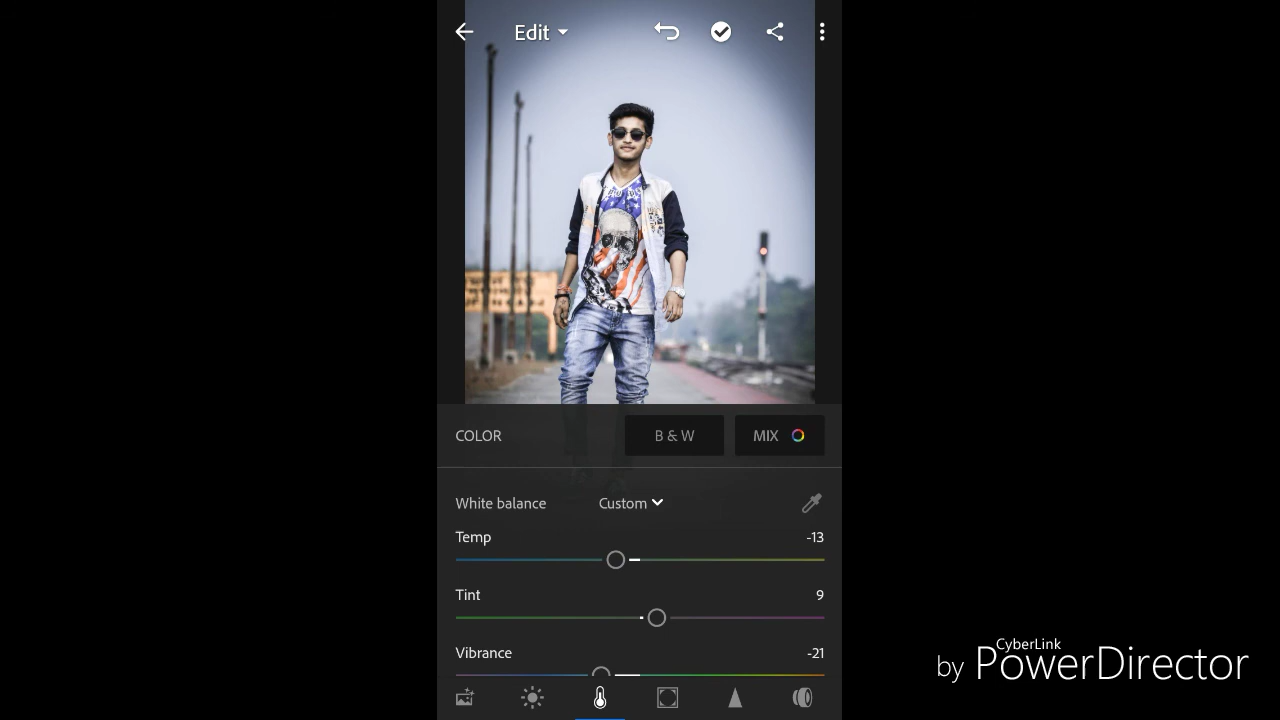 Edit
COLOR
B & W
MIX
White balance
Custom
Temp
-13
Tint
9
Vibrance
-21
CyberLink
by PowerDirector